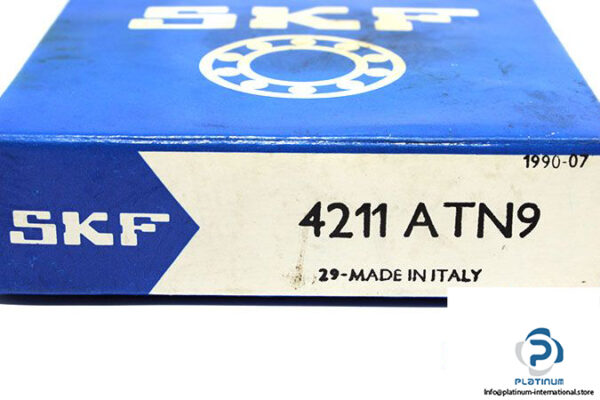 SKF
1990-07
SKF
4211 ATN9
29-MADE IN ITALY
PLATINUM
Info@platinum-international.store